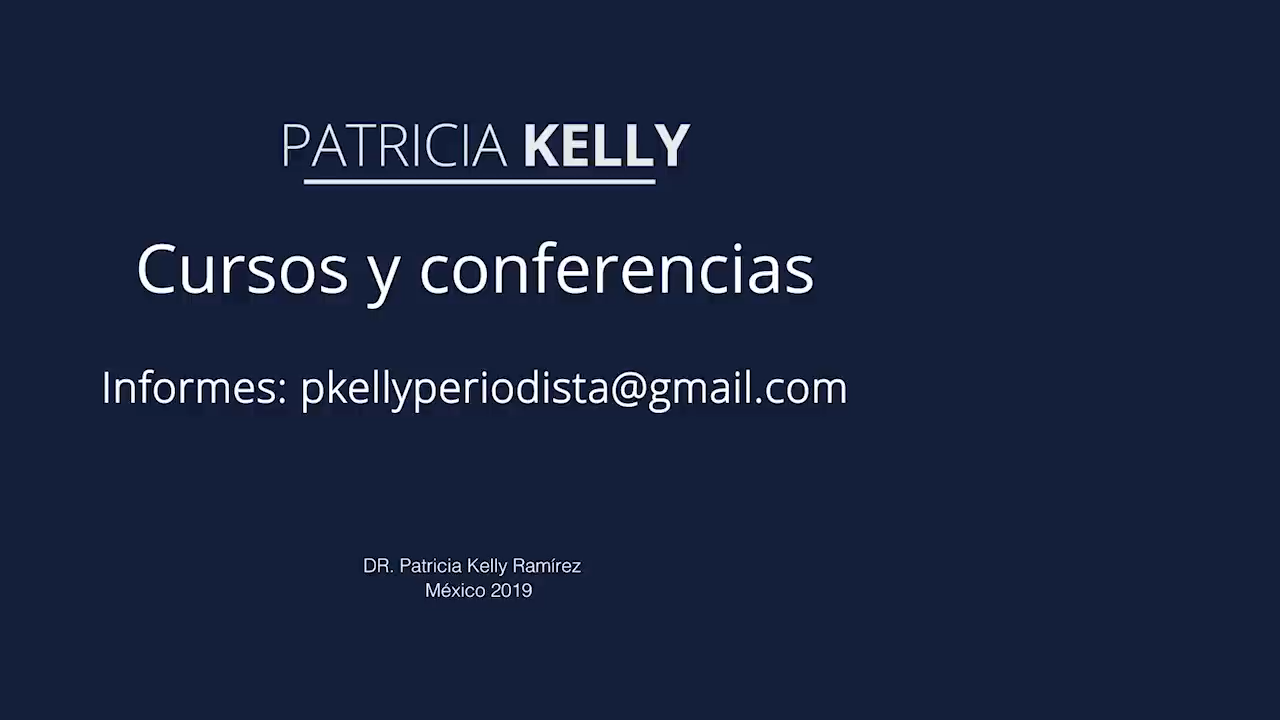 PATRICIA KELLY
Cursos y conferencias
Informes: pkellyperiodista@gmail.com
DR. Patricia Kelly Ramírez
México 2019